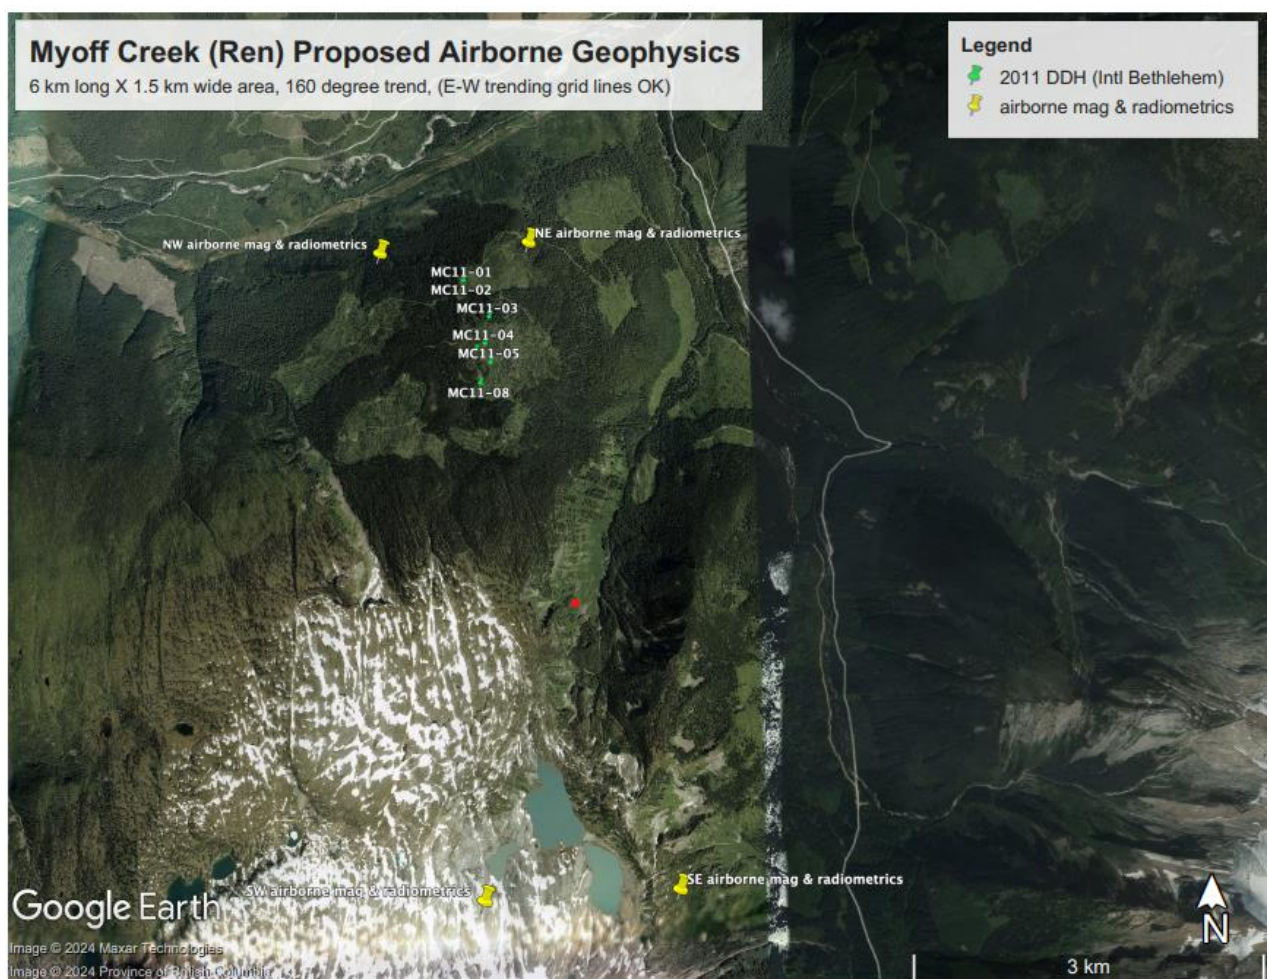 Myoff Creek (Ren) Proposed Airborne Geophysics
6 km long X 1.5 km wide area, 160 degree trend, (E-W trending grid lines OK)
Legend
2011 DDH (Intl Bethlehem)
airborne mag & radiometrics
NW airborne mag & radiometrics
NE airborne mag & radiometrics
MC11-01
MC11-02
MC11-03
MC11-04
MC11-05
MC11-08
SW airborne mag & radiometrics
SE airborne mag & radiometrics
Google Earth
N
Image © 2024 Maxar Technologies
Image © 2024 Province of British Columbia
3 km